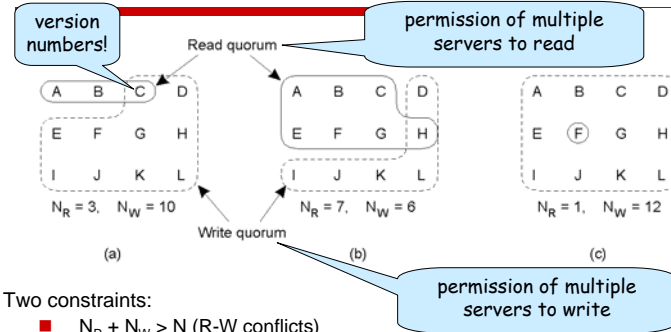 version
numbers!
permission of multiple
servers to read
Read quorum
A B C D
E F G H
I J K L
N_R = 3, N_W = 10
(a)
A B C D
E F G H
I J K L
N_R = 7, N_W = 6
(b)
A B C D
E F G H
I J K L
N_R = 1, N_W = 12
(c)
Write quorum
permission of multiple
servers to write
Two constraints:
N_R + N_W > N (R-W conflicts)